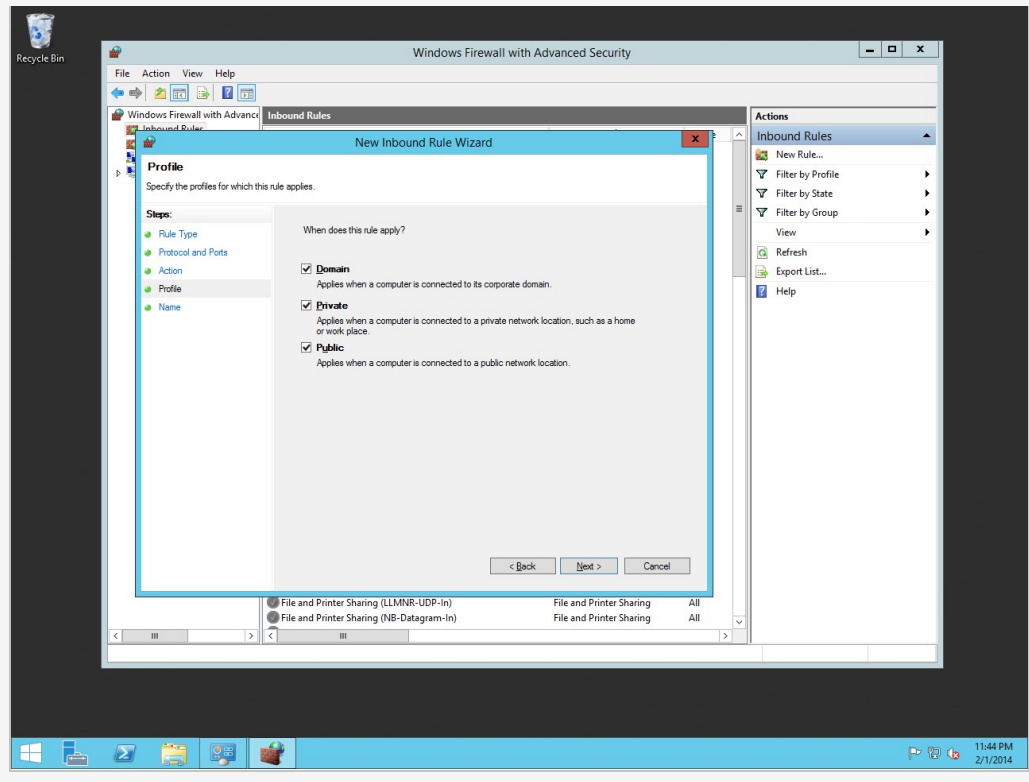 Recycle Bin
Windows Firewall with Advanced Security
File Action View Help
Windows Firewall with Advance
Inbound Rules
Inbound Rules
Actions
Inbound Rules
New Rule...
Filter by Profile
Filter by State
Filter by Group
View
Refresh
Export List...
Help
New Inbound Rule Wizard
Profile
Specify the profiles for which this rule applies.
Steps:
Rule Type
Protocol and Ports
Action
Profile
Name
When does this rule apply?
Domain
Applies when a computer is connected to its corporate domain.
Private
Applies when a computer is connected to a private network location, such as a home
or work place.
Public
Applies when a computer is connected to a public network location.
< Back Next > Cancel
File and Printer Sharing (LLMNR-UDP-In) File and Printer Sharing All
File and Printer Sharing (NB-Datagram-In) File and Printer Sharing All
11:44 PM
2/1/2014